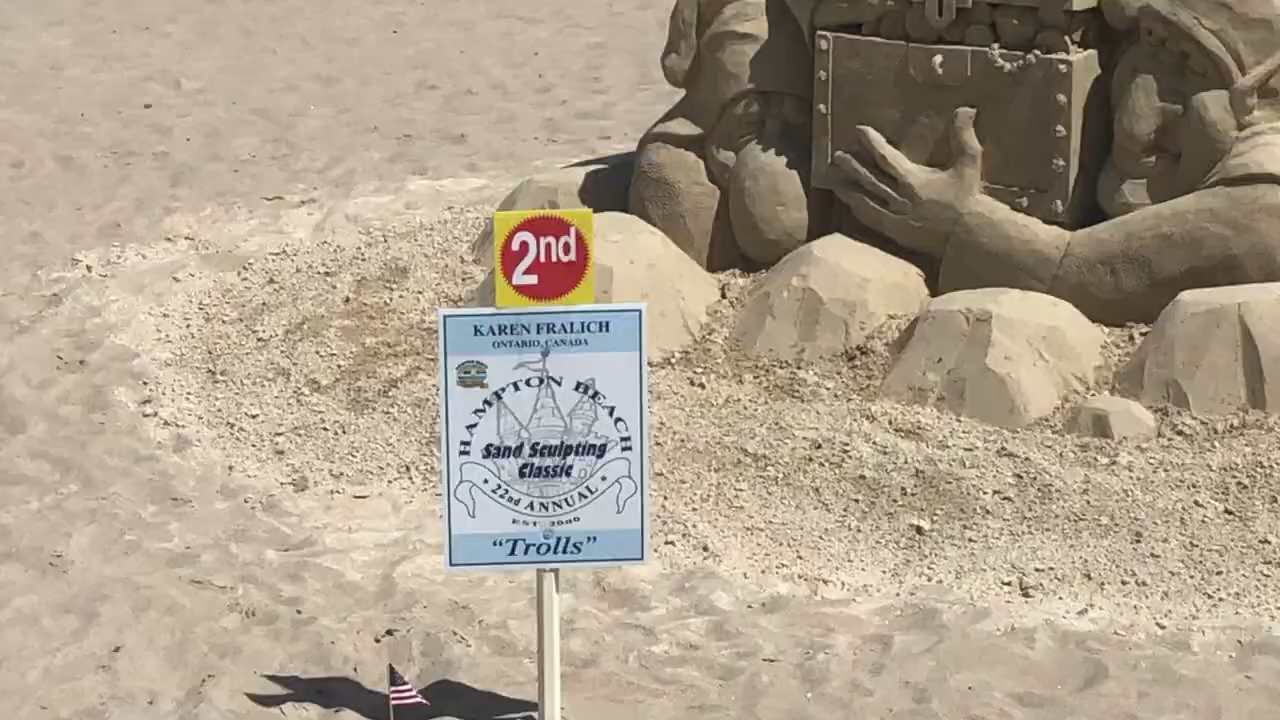 2nd
KAREN FRALICH
ONTARIO, CANADA
HAMPTON BEACH
Sand Sculpting
Classic
22nd ANNUAL
"Trolls"